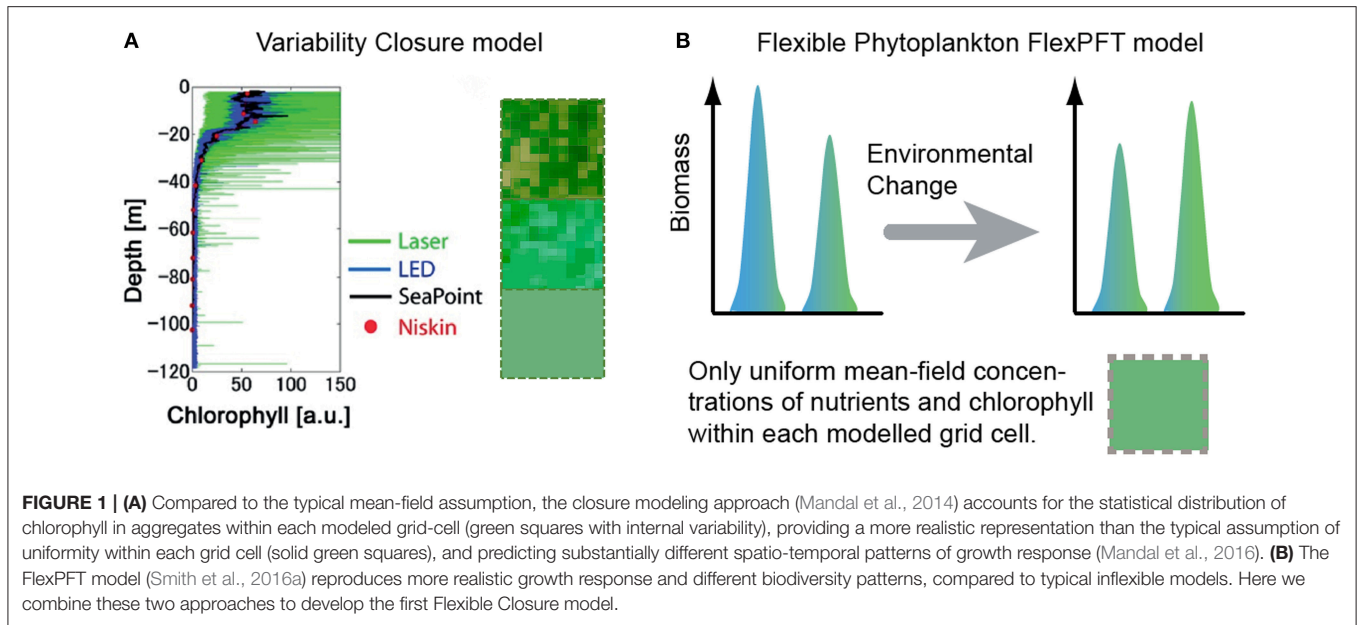 A Variability Closure model
0
−20
−40
−60
−80
−100
−120
Depth [m]
0 50 100 150
Chlorophyll [a.u.]
Laser
LED
SeaPoint
Niskin
B Flexible Phytoplankton FlexPFT model
Biomass
Environmental
Change
Only uniform mean-field concen-
trations of nutrients and chlorophyll
within each modelled grid cell.
FIGURE 1 | (A) Compared to the typical mean-field assumption, the closure modeling approach (Mandal et al., 2014) accounts for the statistical distribution of
chlorophyll in aggregates within each modeled grid-cell (green squares with internal variability), providing a more realistic representation than the typical assumption of
uniformity within each grid cell (solid green squares), and predicting substantially different spatio-temporal patterns of growth response (Mandal et al., 2016). (B) The
FlexPFT model (Smith et al., 2016a) reproduces more realistic growth response and different biodiversity patterns, compared to typical inflexible models. Here we
combine these two approaches to develop the first Flexible Closure model.